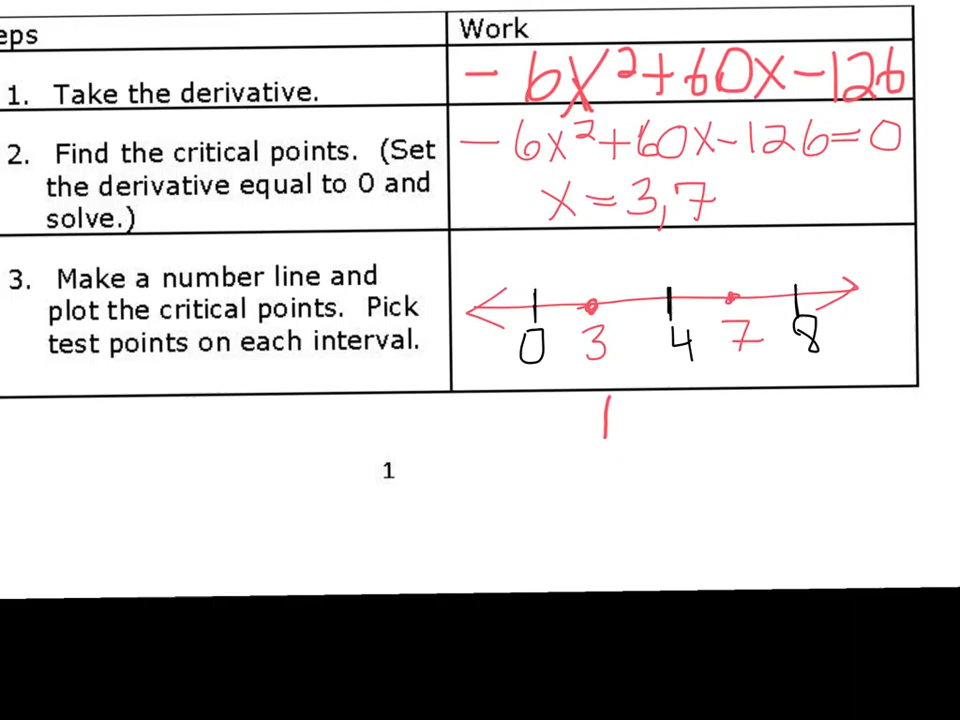 eps
Work
1. Take the derivative.
- 6x²+60x-126
2. Find the critical points. (Set
the derivative equal to 0 and
solve.)
-6x²+60x-126=0
x=3,7
3. Make a number line and
plot the critical points. Pick
test points on each interval.
0 3 4 7 8
1
1